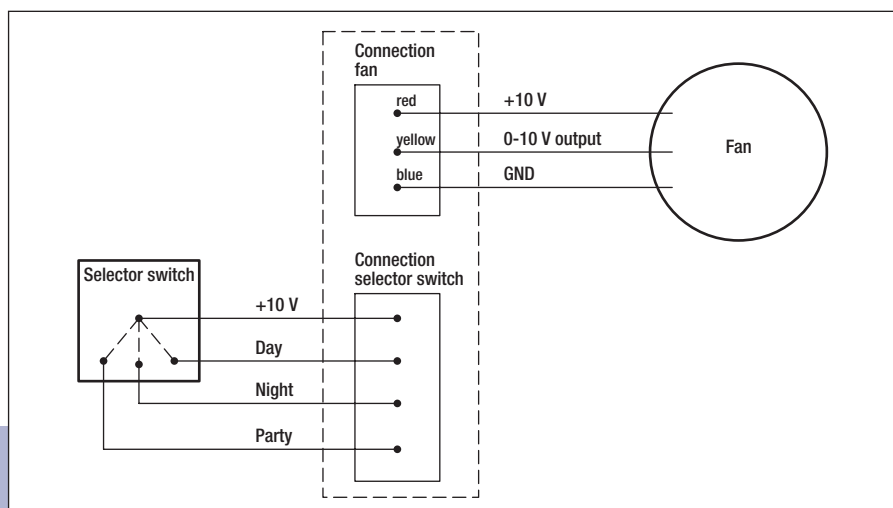 Connection
fan
red
+10 V
yellow
0-10 V output
Fan
blue
GND
Connection
selector switch
Selector switch
+10 V
Day
Night
Party